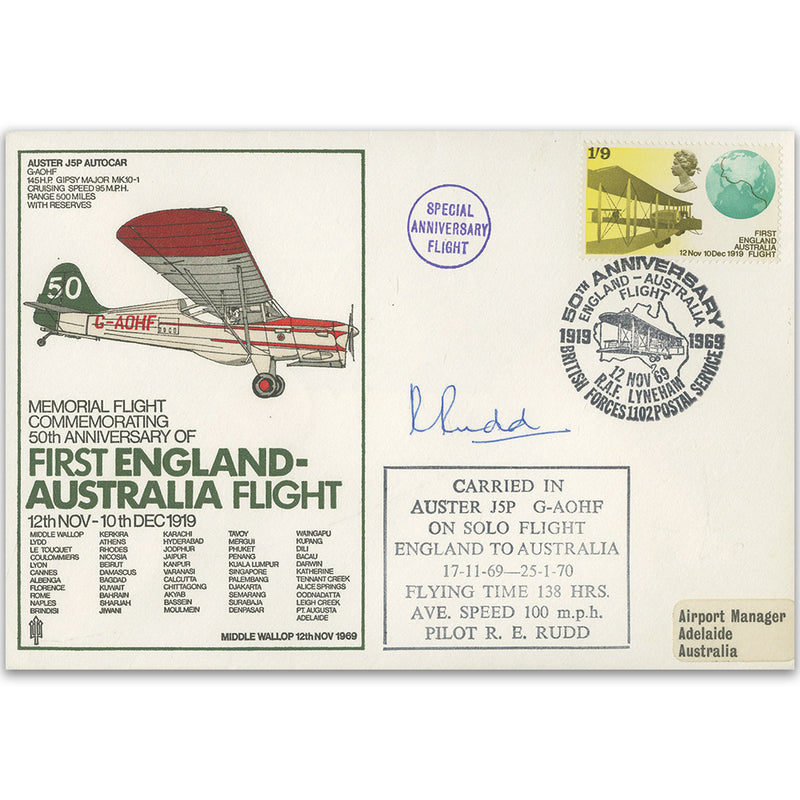 AUSTER J5P AUTOCAR
G-AOHF
145 H.P. GIPSY MAJOR MK.10-1
CRUISING SPEED 95 M.P.H.
RANGE 500 MILES
WITH RESERVES
50
G-AOHF
MEMORIAL FLIGHT
COMMEMORATING
50th ANNIVERSARY OF
FIRST ENGLAND-
AUSTRALIA FLIGHT
12th NOV - 10th DEC 1919
MIDDLE WALLOP
LYDD
LE TOUQUET
COULOMMIERS
LYON
CANNES
ALBENGA
FLORENCE
ROME
NAPLES
BRINDISI
KERKIRA
ATHENS
RHODES
NICOSIA
BEIRUT
DAMASCUS
BAGDAD
KUWAIT
BAHRAIN
SHARJAH
JIWANI
KARACHI
HYDERABAD
JODHPUR
JAIPUR
KANPUR
VARANASI
CALCUTTA
CHITTAGONG
AKYAB
BASSEIN
MOULMEIN
TAVOY
MERGUI
PHUKET
PENANG
KUALA LUMPUR
SINGAPORE
PALEMBANG
DJAKARTA
SEMARANG
SURABAJA
DENPASAR
WAINGAPU
KUPANG
DILI
BACAU
DARWIN
KATHERINE
TENNANT CREEK
ALICE SPRINGS
OODNADATTA
LEIGH CREEK
PT. AUGUSTA
ADELAIDE
MIDDLE WALLOP 12th NOV 1969
SPECIAL
ANNIVERSARY
FLIGHT
1/9
FIRST
ENGLAND
AUSTRALIA
12 Nov 10 Dec 1919 FLIGHT
50TH ANNIVERSARY
ENGLAND - AUSTRALIA
FLIGHT
1919 1969
12 NOV 69
R.A.F. LYNEHAM
BRITISH FORCES 1102 POSTAL SERVICE
R Rudd
CARRIED IN
AUSTER J5P G-AOHF
ON SOLO FLIGHT
ENGLAND TO AUSTRALIA
17-11-69—25-1-70
FLYING TIME 138 HRS.
AVE. SPEED 100 m.p.h.
PILOT R. E. RUDD
Airport Manager
Adelaide
Australia